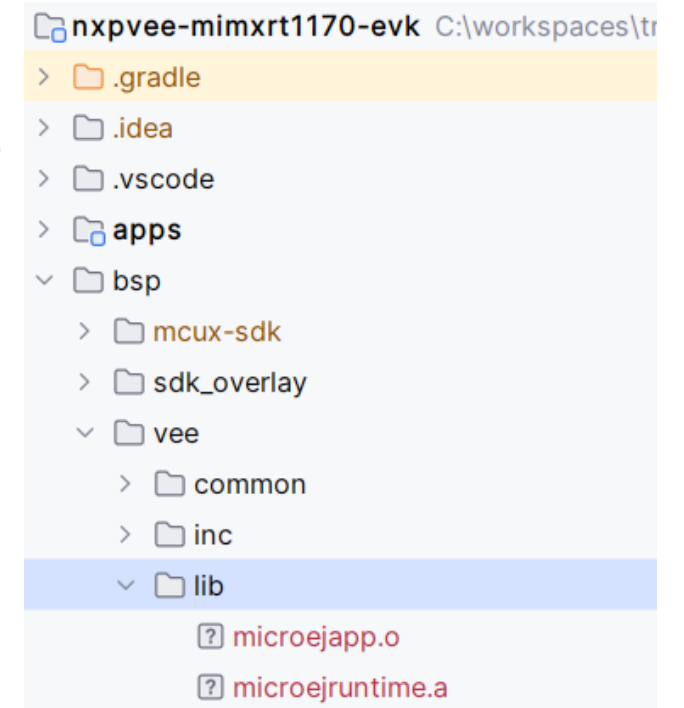 nxpvee-mimxrt1170-evk C:\workspaces\tr
.gradle
.idea
.vscode
apps
bsp
mcux-sdk
sdk_overlay
vee
common
inc
lib
? microejapp.o
? microejruntime.a